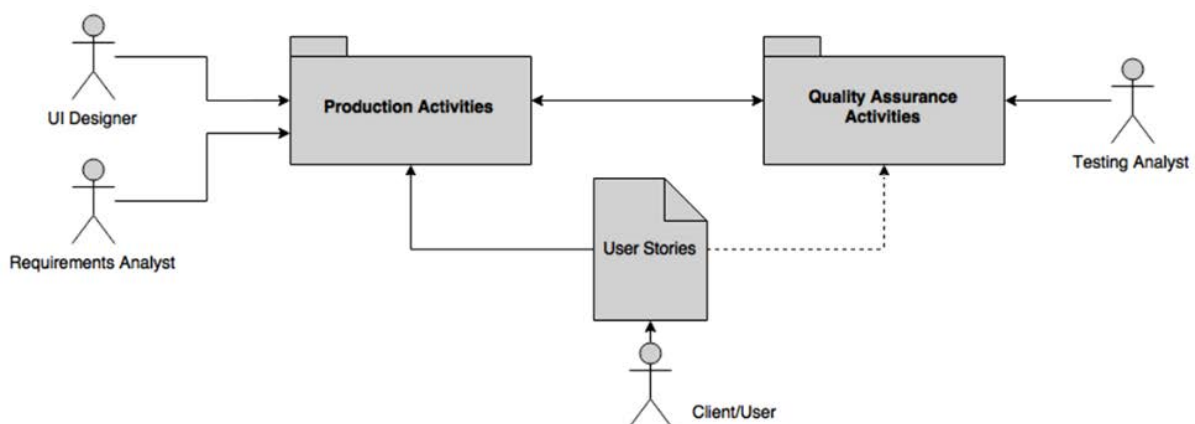 UI Designer
Production Activities
Quality Assurance
Activities
Testing Analyst
Requirements Analyst
User Stories
Client/User